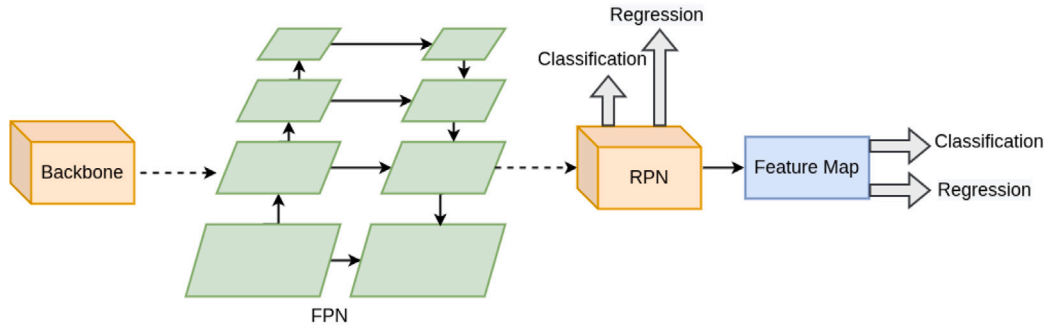 Regression
Classification
Backbone
RPN
Feature Map
Classification
Regression
FPN